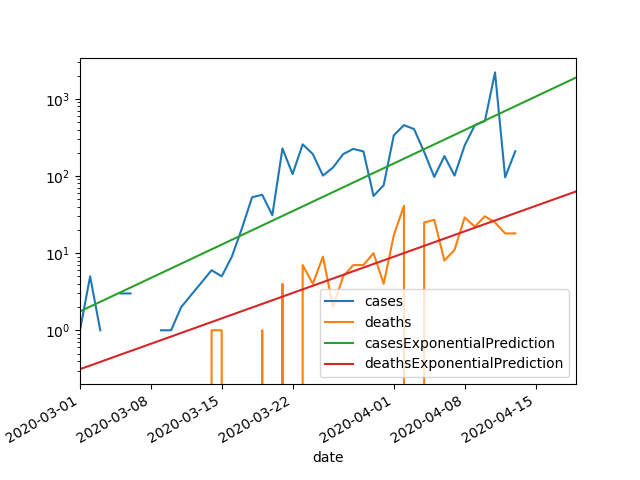 10³
10²
10¹
10⁰
cases
deaths
casesExponentialPrediction
deathsExponentialPrediction
2020-03-01
2020-03-08
2020-03-15
2020-03-22
2020-04-01
2020-04-08
2020-04-15
date